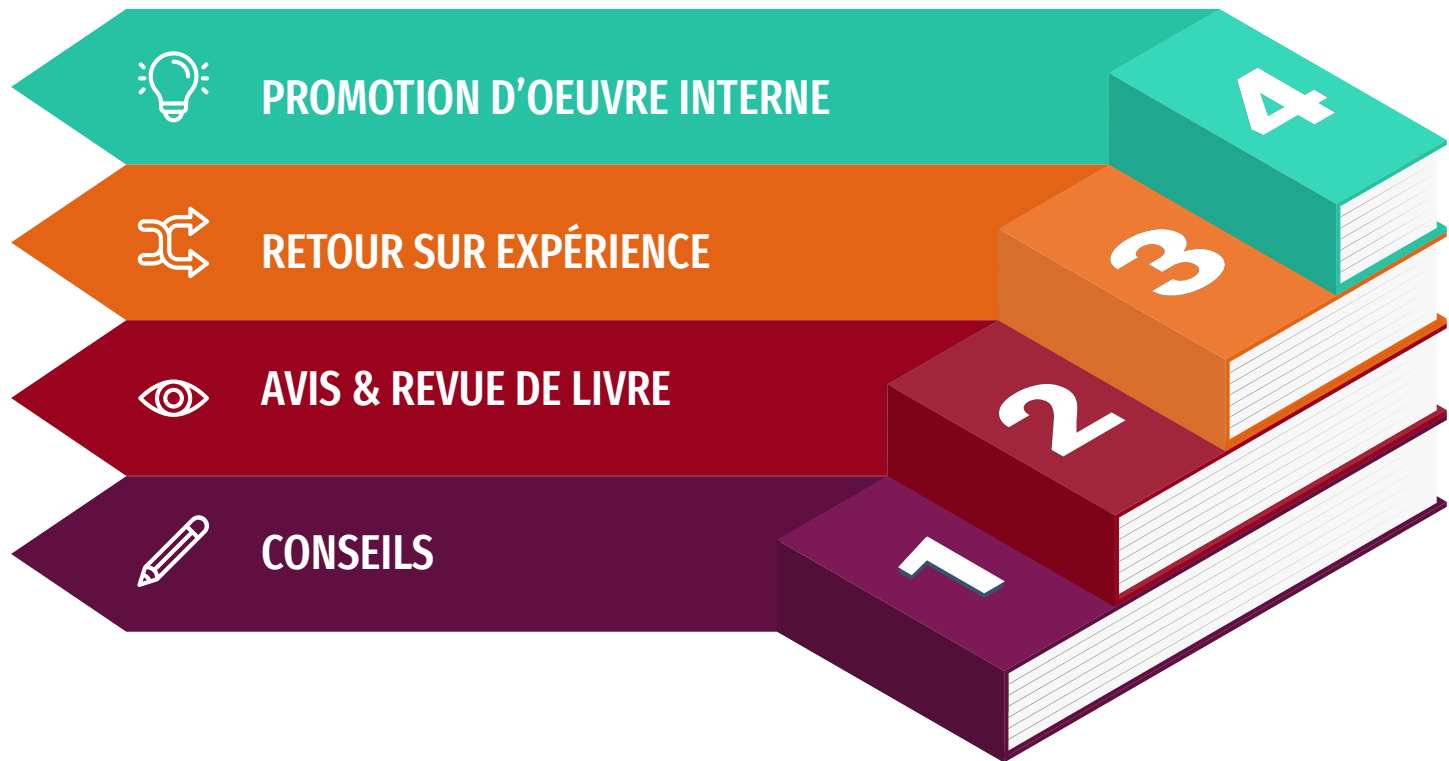 PROMOTION D’OEUVRE INTERNE
4
RETOUR SUR EXPÉRIENCE
3
AVIS & REVUE DE LIVRE
2
CONSEILS
1